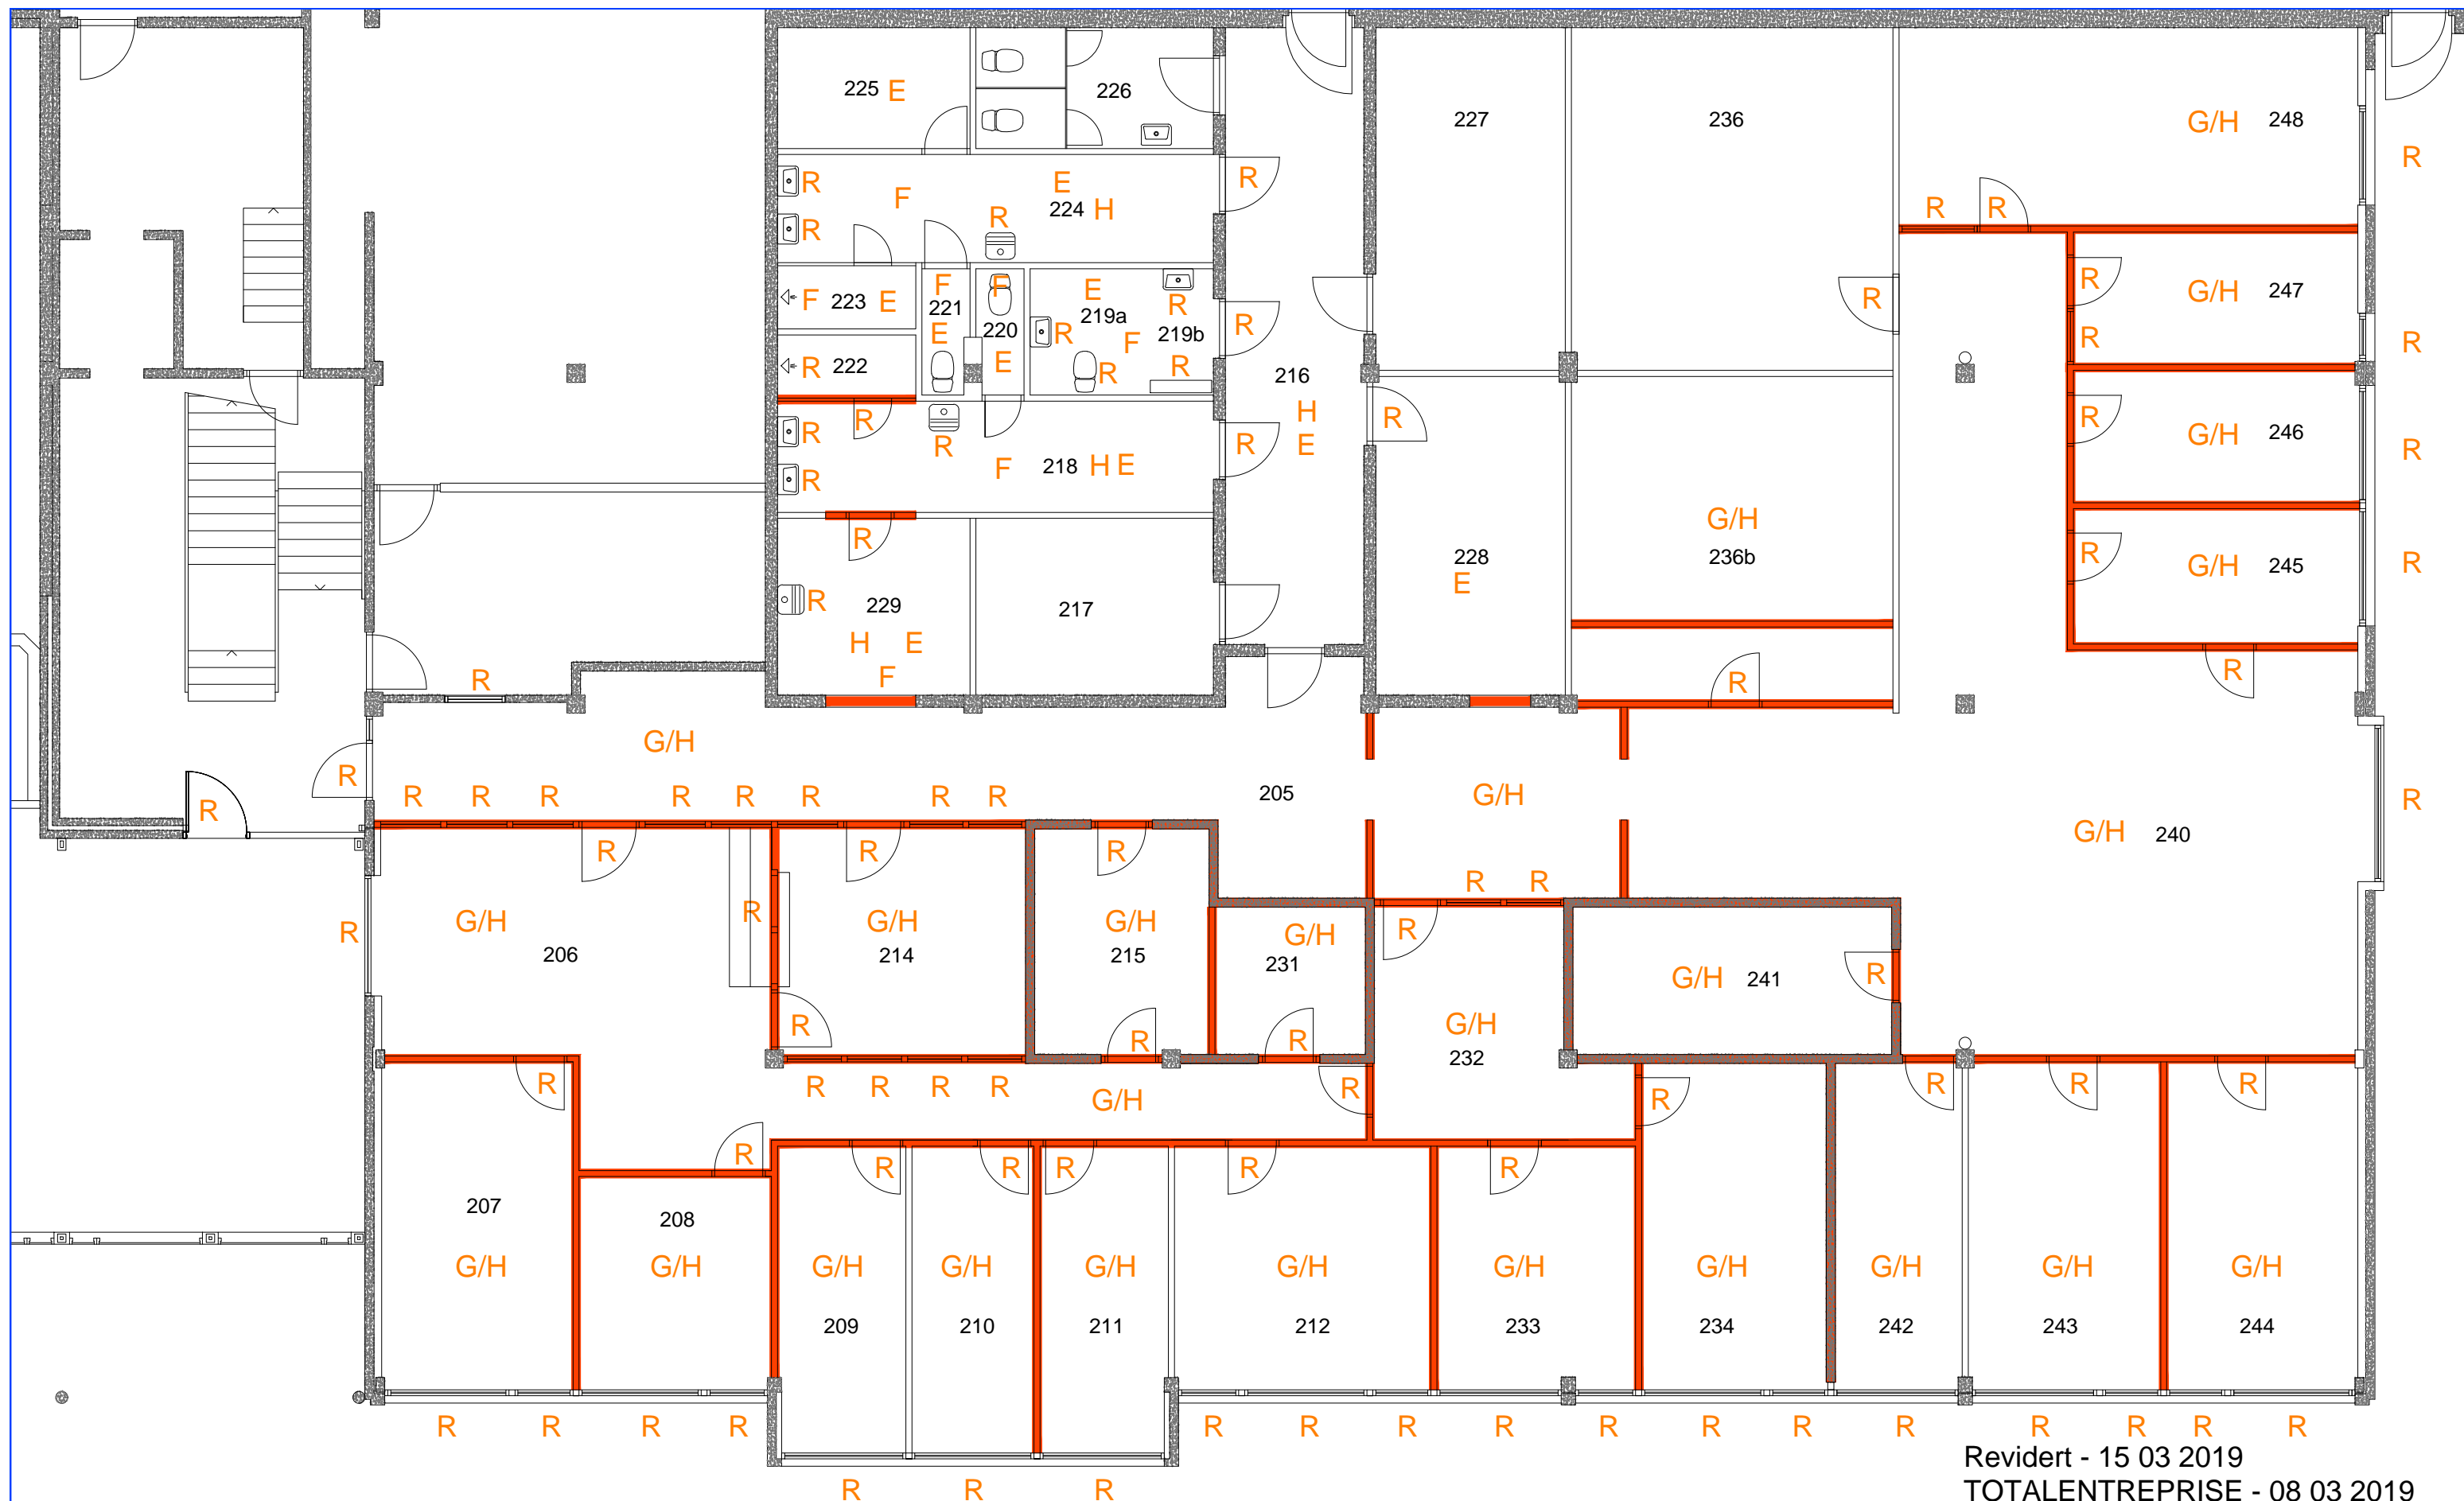 225 E 226 227 236 G/H 248
R
R F E R
224 H R
R R R R
F F E R R G/H 247
F 223 E 221 220 219a 219b R R
E E R F R R R
R 222 R R
216
R R H R R G/H 246 R
R R R E
R F 218 H E
R G/H
R 228 236b R G/H 245 R
R 229 217 E
H E
R F R R
G/H
R R R R R R R R R 205 G/H R
R G/H 240
R R R R R
R G/H R G/H G/H G/H R
206 214 215 231 G/H 241 R
R R R G/H
232
R R R R R R R R R R
G/H
R R R R R R
207 208
G/H G/H G/H G/H G/H G/H G/H G/H G/H G/H G/H
209 210 211 212 233 234 242 243 244
R R R R R R R R R R R R R R R R
Revidert - 15 03 2019
R R R TOTALENTREPRISE - 08 03 2019